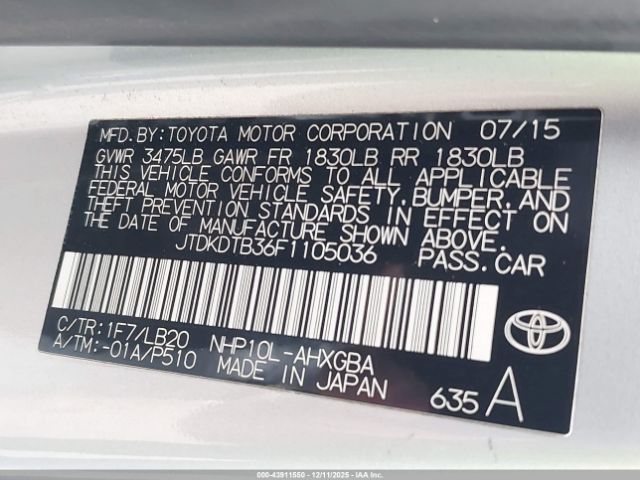 MFD.BY:TOYOTA MOTOR CORPORATION 07/15
GVWR 3475LB GAWR FR 1830LB RR 1830LB
THIS VEHICLE CONFORMS TO ALL APPLICABLE
FEDERAL MOTOR VEHICLE SAFETY,BUMPER,AND
THEFT PREVENTION STANDARDS IN EFFECT ON
THE DATE OF MANUFACTURE SHOWN ABOVE.
JTDKDTB36F1105036 PASS.CAR
C/TR:1F7/LB20 NHP10L-AHXGBA
A/TM:-01A/P510 MADE IN JAPAN
635 A
000-43911550 - 12/11/2025 - IAAI.com